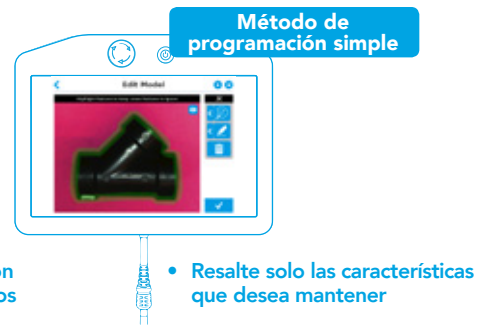 Método de
programación simple
Edit Model
• Resalte solo las características
que desea mantener